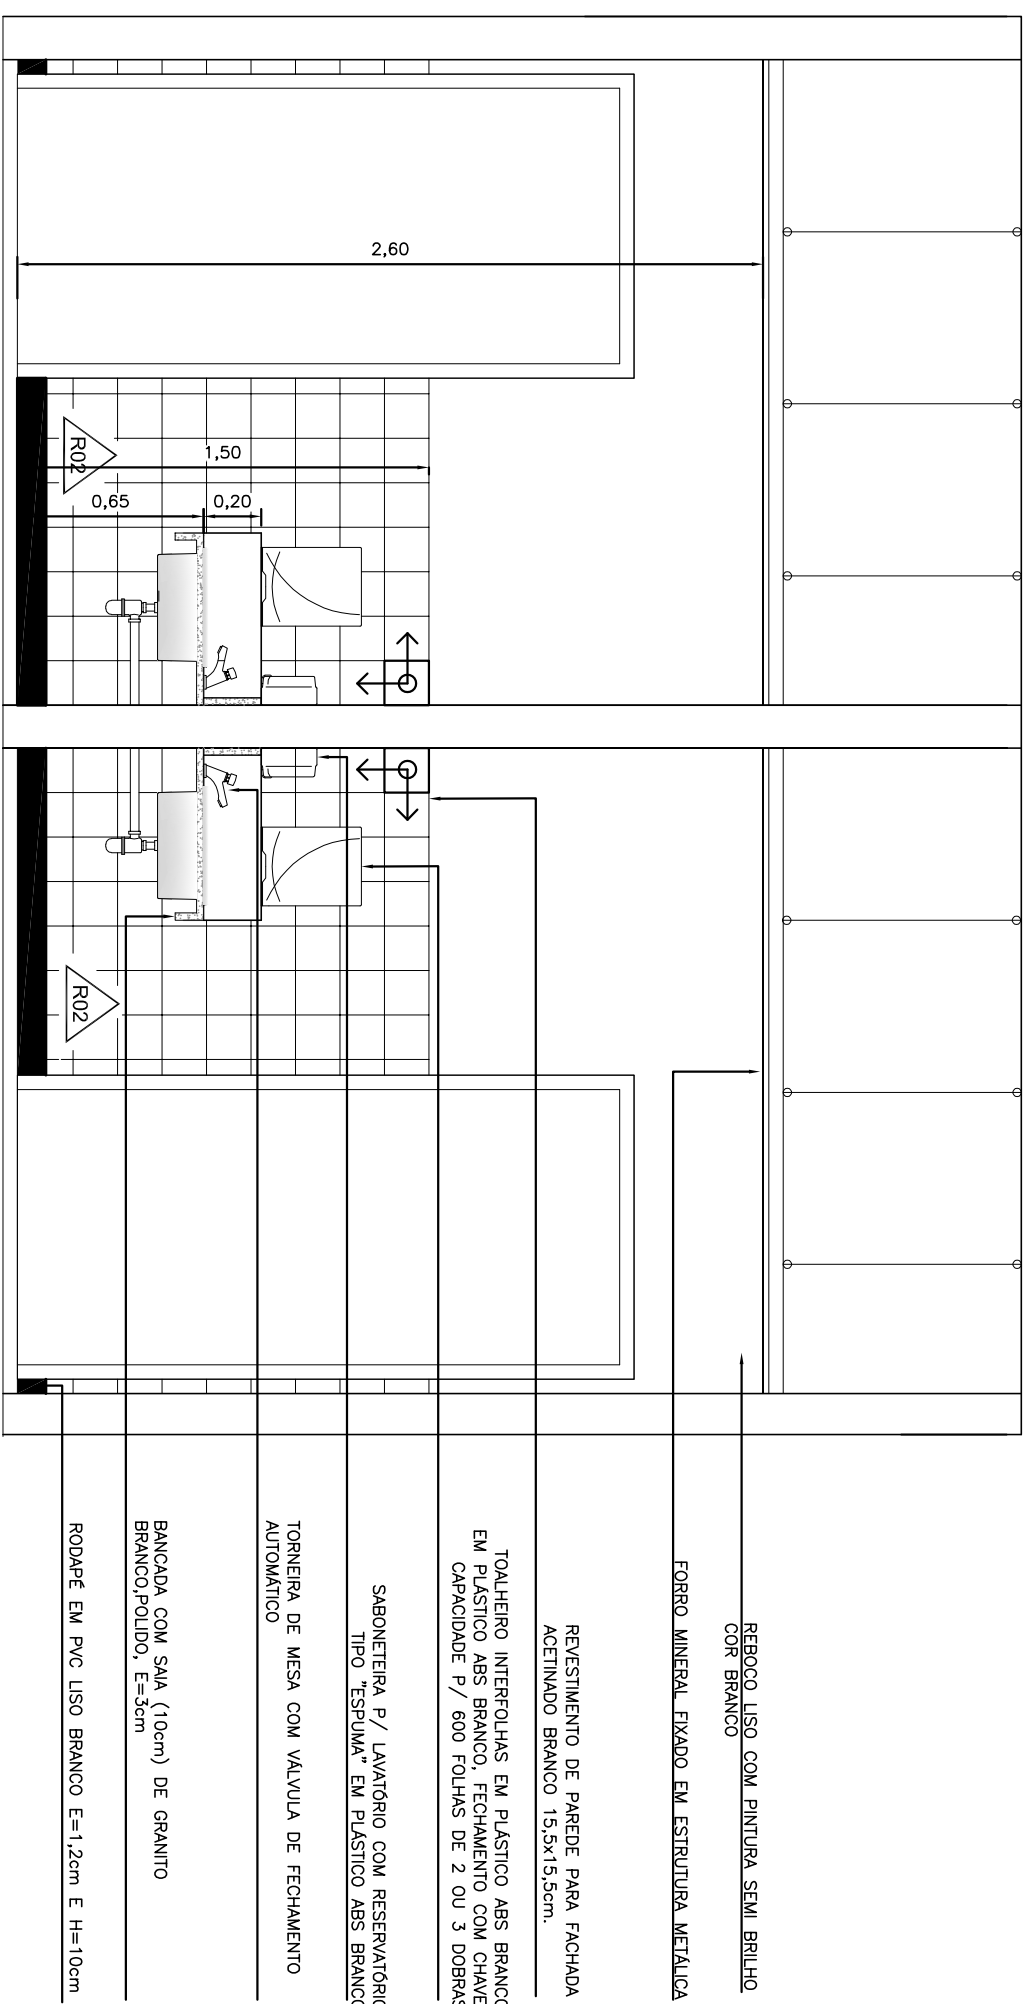 2,60
1,50
0,65
0,20
R02
R02
REBOCO LISO COM PINTURA SEMI BRILHO
COR BRANCO
FORRO MINERAL FIXADO EM ESTRUTURA METÁLICA
REVESTIMENTO DE PAREDE PARA FACHADA
ACETINADO BRANCO 15,5x15,5cm.
TOALHEIRO INTERFOLHAS EM PLÁSTICO ABS BRANCO
EM PLÁSTICO ABS BRANCO, FECHAMENTO COM CHAVE
CAPACIDADE P/ 600 FOLHAS DE 2 OU 3 DOBRAS
SABONETEIRA P/ LAVATÓRIO COM RESERVATÓRIO
TIPO "ESPUMA" EM PLÁSTICO ABS BRANCO
TORNEIRA DE MESA COM VÁLVULA DE FECHAMENTO
AUTOMÁTICO
BANCADA COM SAIA (10cm) DE GRANITO
BRANCO,POLIDO, E=3cm
RODAPÉ EM PVC LISO BRANCO E=1,2cm E H=10cm